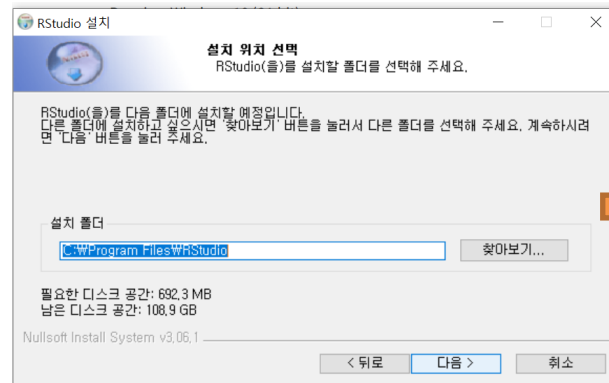 RStudio 설치
설치 위치 선택
RStudio(을)를 설치할 폴더를 선택해 주세요.
RStudio(을)를 다음 폴더에 설치할 예정입니다.
다른 폴더에 설치하고 싶으시면 '찾아보기' 버튼을 눌러서 다른 폴더를 선택해 주세요. 계속하시려
면 '다음' 버튼을 눌러 주세요.
설치 폴더
C:₩Program Files₩RStudio
찾아보기...
필요한 디스크 공간: 692.3 MB
남은 디스크 공간: 108.9 GB
Nullsoft Install System v3.06.1
< 뒤로
다음 >
취소